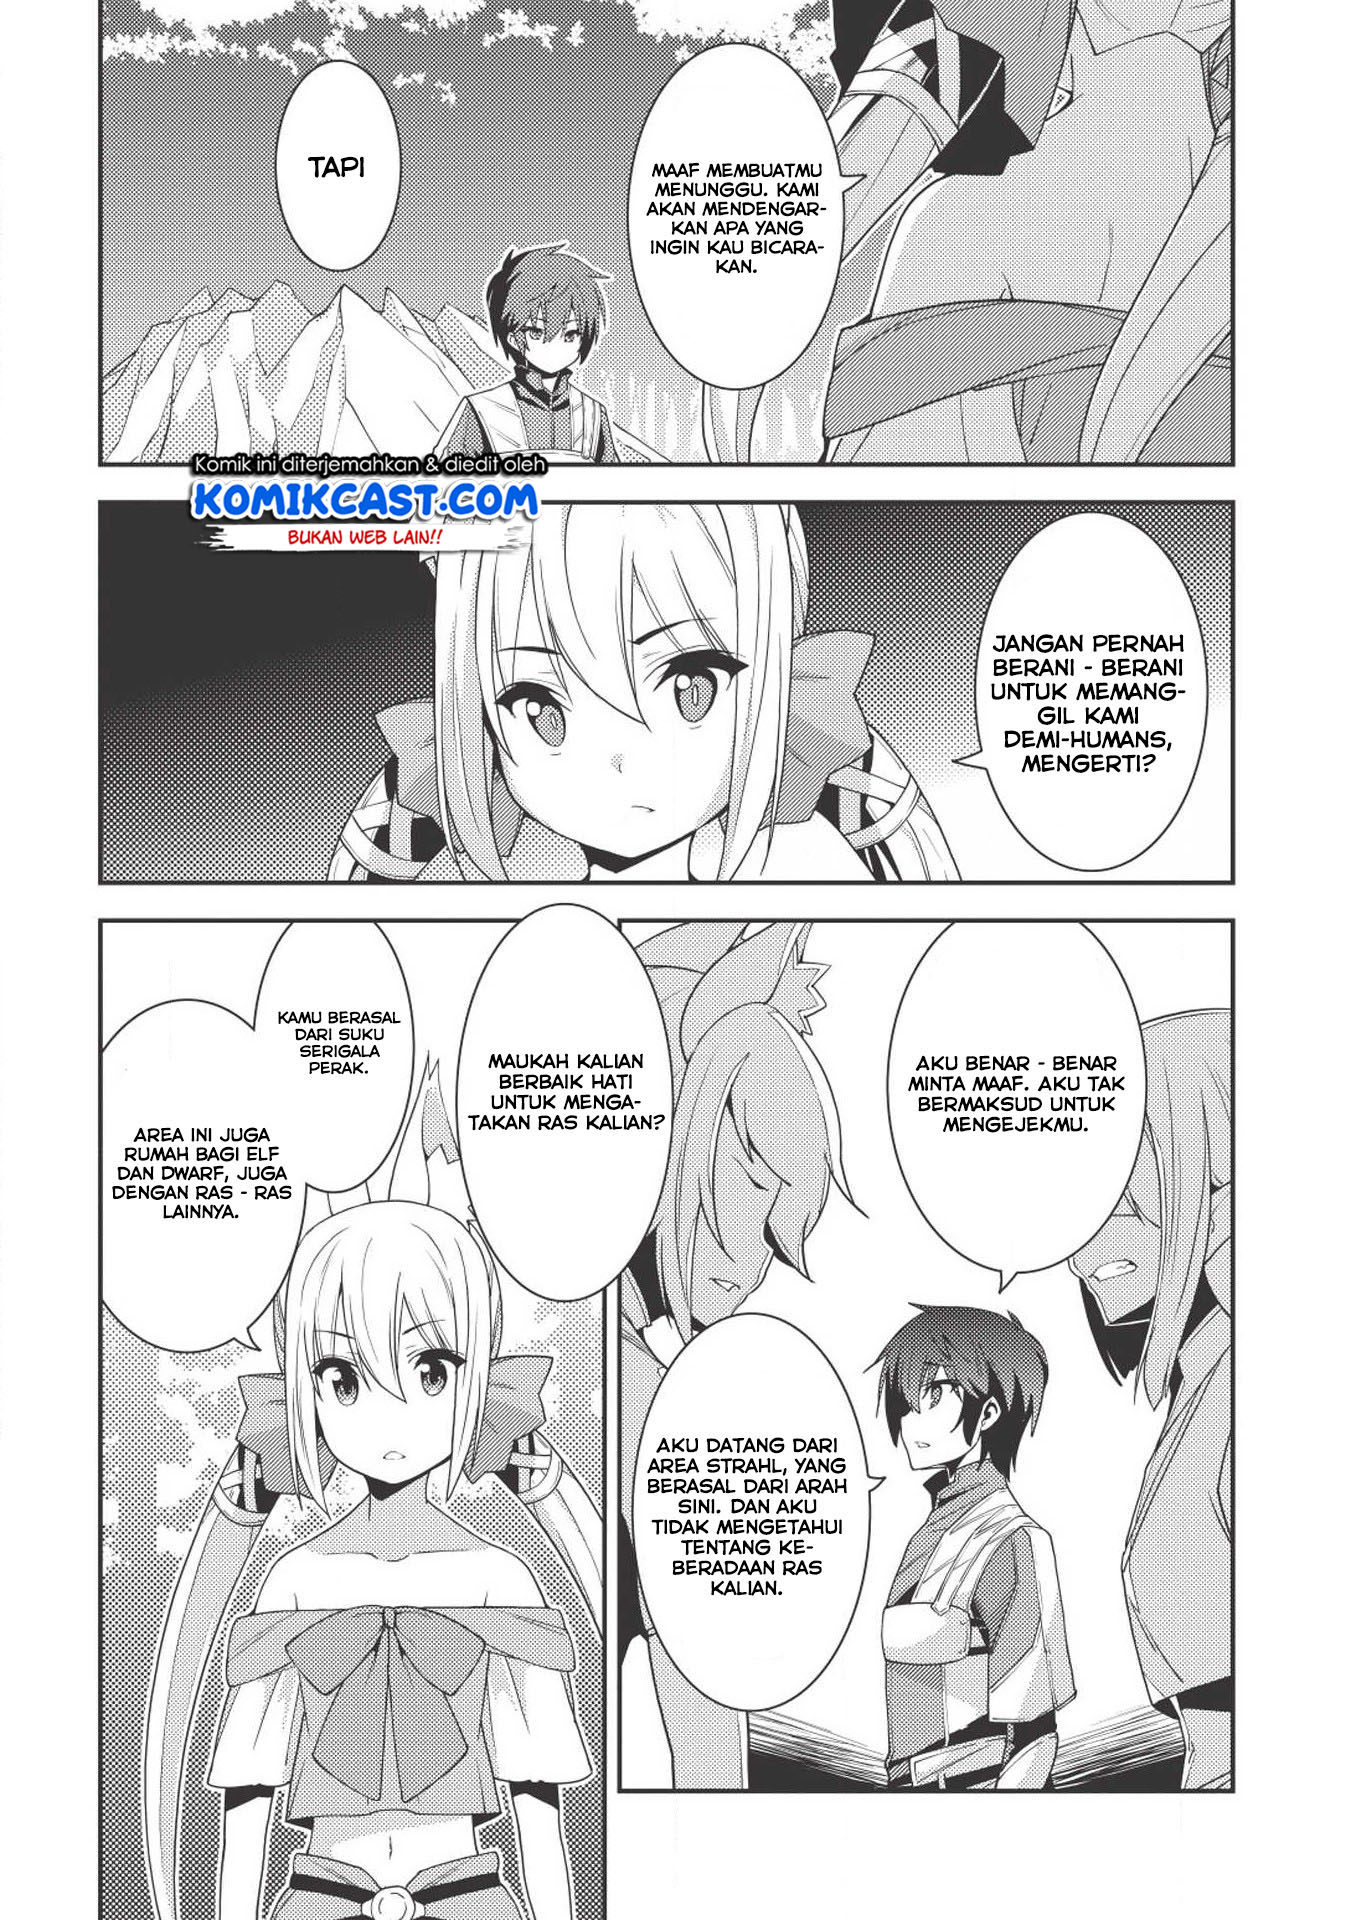 MAAF MEMBUATMU
MENUNGGU. KAMI
AKAN MENDENGAR-
KAN APA YANG
INGIN KAU BICARA-
KAN.
TAPI
Komik ini diterjemahkan & diedit oleh
KOMIKCAST.COM
BUKAN WEB LAIN!!
JANGAN PERNAH
BERANI - BERANI
UNTUK MEMANG-
GIL KAMI
DEMI-HUMANS,
MENGERTI?
AKU BENAR - BENAR
MINTA MAAF. AKU TAK
BERMAKSUD UNTUK
MENGEJEKMU.
AKU DATANG DARI
AREA STRAHL, YANG
BERASAL DARI ARAH
SINI. DAN AKU
TIDAK MENGETAHUI
TENTANG KE-
BERADAAN RAS
KALIAN.
MAUKAH KALIAN
BERBAIK HATI
UNTUK MENGA-
TAKAN RAS KALIAN?
KAMU BERASAL
DARI SUKU
SERIGALA
PERAK.
AREA INI JUGA
RUMAH BAGI ELF
DAN DWARF, JUGA
DENGAN RAS - RAS
LAINNYA.